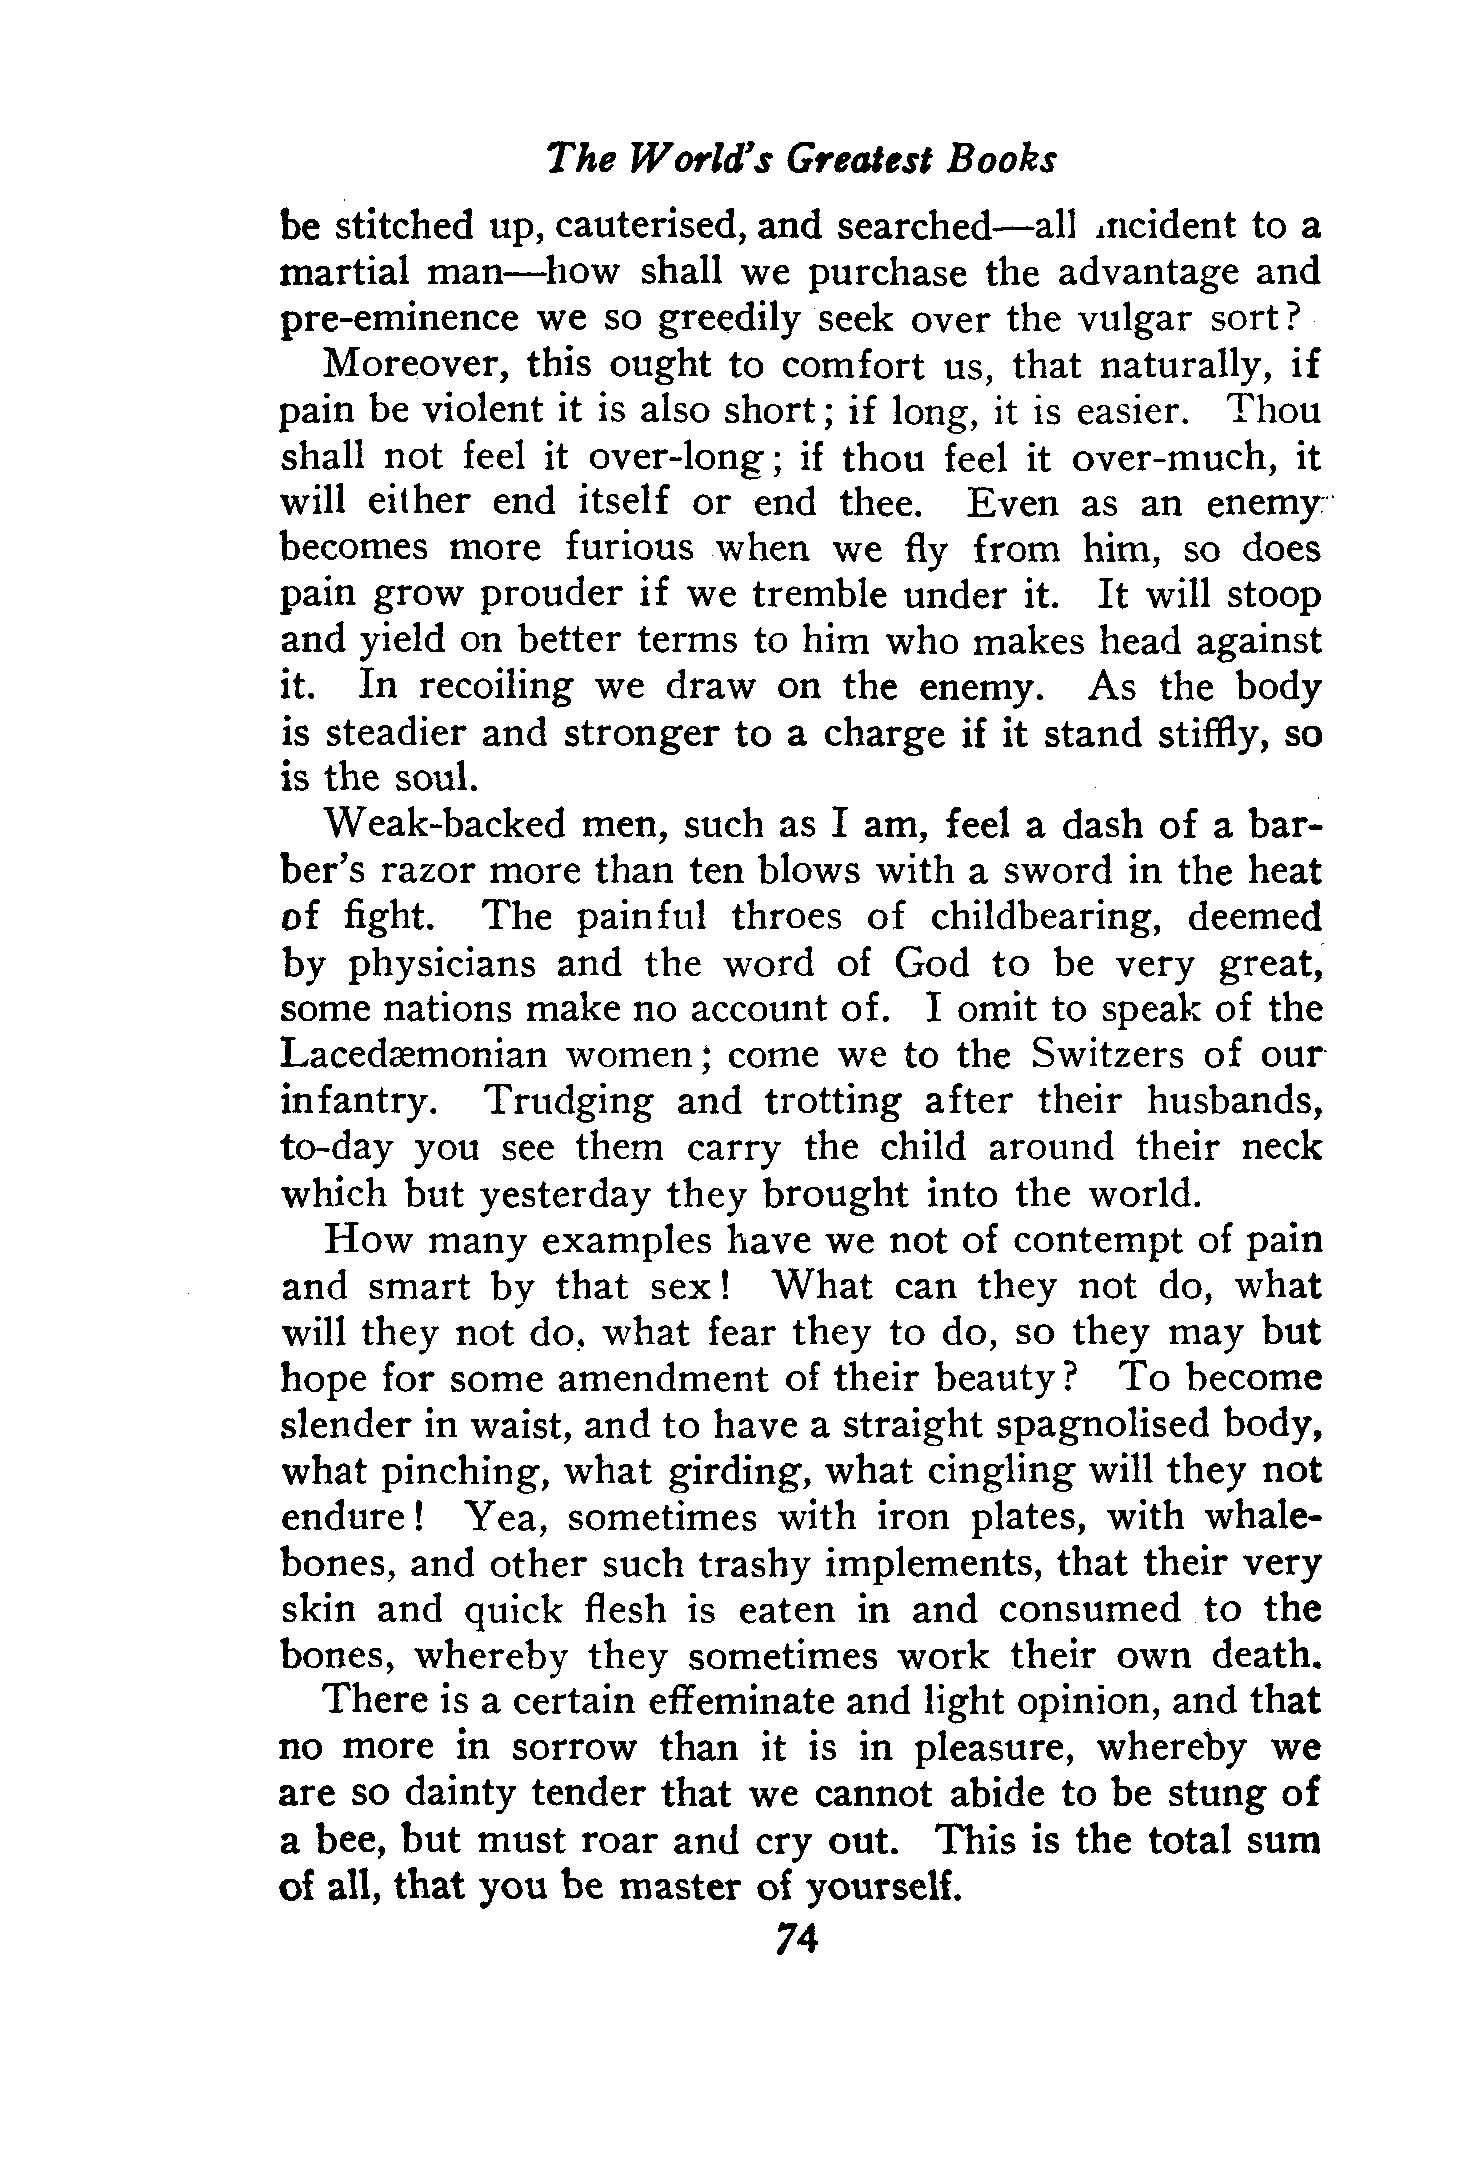 The World's Greatest Books
be stitched up, cauterised, and searched—all incident to a
martial man—how shall we purchase the advantage and
pre-eminence we so greedily seek over the vulgar sort?
Moreover, this ought to comfort us, that naturally, if
pain be violent it is also short; if long, it is easier. Thou
shall not feel it over-long; if thou feel it over-much, it
will either end itself or end thee. Even as an enemy
becomes more furious when we fly from him, so does
pain grow prouder if we tremble under it. It will stoop
and yield on better terms to him who makes head against
it. In recoiling we draw on the enemy. As the body
is steadier and stronger to a charge if it stand stiffly, so
is the soul.
Weak-backed men, such as I am, feel a dash of a bar-
ber's razor more than ten blows with a sword in the heat
of fight. The painful throes of childbearing, deemed
by physicians and the word of God to be very great,
some nations make no account of. I omit to speak of the
Lacedæmonian women; come we to the Switzers of our
infantry. Trudging and trotting after their husbands,
to-day you see them carry the child around their neck
which but yesterday they brought into the world.
How many examples have we not of contempt of pain
and smart by that sex! What can they not do, what
will they not do, what fear they to do, so they may but
hope for some amendment of their beauty? To become
slender in waist, and to have a straight spagnolised body,
what pinching, what girding, what cingling will they not
endure! Yea, sometimes with iron plates, with whale-
bones, and other such trashy implements, that their very
skin and quick flesh is eaten in and consumed to the
bones, whereby they sometimes work their own death.
There is a certain effeminate and light opinion, and that
no more in sorrow than it is in pleasure, whereby we
are so dainty tender that we cannot abide to be stung of
a bee, but must roar and cry out. This is the total sum
of all, that you be master of yourself.
74